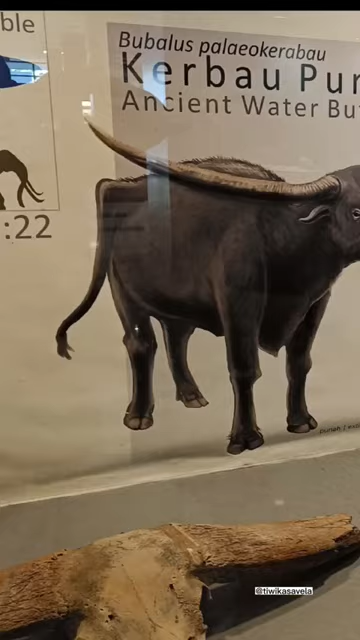 ble
:22
Bubalus palaeokerabau
Kerbau Pur
Ancient Water Bu
@tiwikasavela